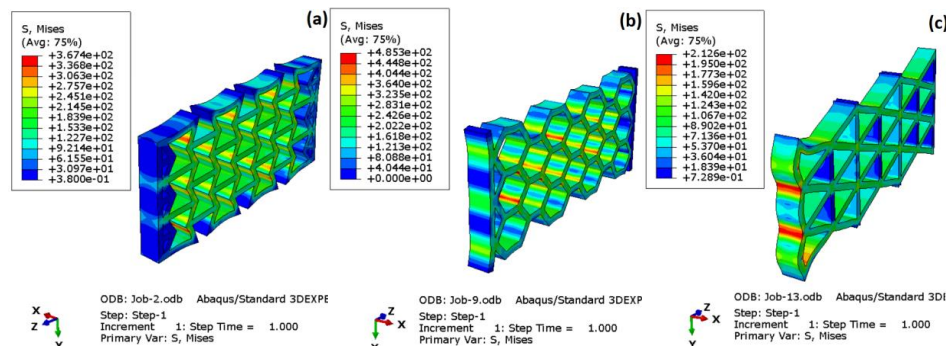 (a)
S, Mises
(Avg: 75%)
+3.674e+02
+3.368e+02
+3.063e+02
+2.757e+02
+2.451e+02
+2.145e+02
+1.839e+02
+1.533e+02
+1.227e+02
+9.214e+01
+6.155e+01
+3.097e+01
+3.800e-01
X
Z
Y
ODB: Job-2.odb Abaqus/Standard 3DEXPE
Step: Step-1
Increment 1: Step Time = 1.000
Primary Var: S, Mises
(b)
S, Mises
(Avg: 75%)
+4.853e+02
+4.448e+02
+4.044e+02
+3.640e+02
+3.235e+02
+2.831e+02
+2.426e+02
+2.022e+02
+1.618e+02
+1.213e+02
+8.088e+01
+4.044e+01
+0.000e+00
Z
X
Y
ODB: Job-9.odb Abaqus/Standard 3DEXP
Step: Step-1
Increment 1: Step Time = 1.000
Primary Var: S, Mises
(c)
S, Mises
(Avg: 75%)
+2.126e+02
+1.950e+02
+1.773e+02
+1.596e+02
+1.420e+02
+1.243e+02
+1.067e+02
+8.902e+01
+7.136e+01
+5.370e+01
+3.604e+01
+1.839e+01
+7.289e-01
Z
X
Y
ODB: Job-13.odb Abaqus/Standard 3DE
Step: Step-1
Increment 1: Step Time = 1.000
Primary Var: S, Mises